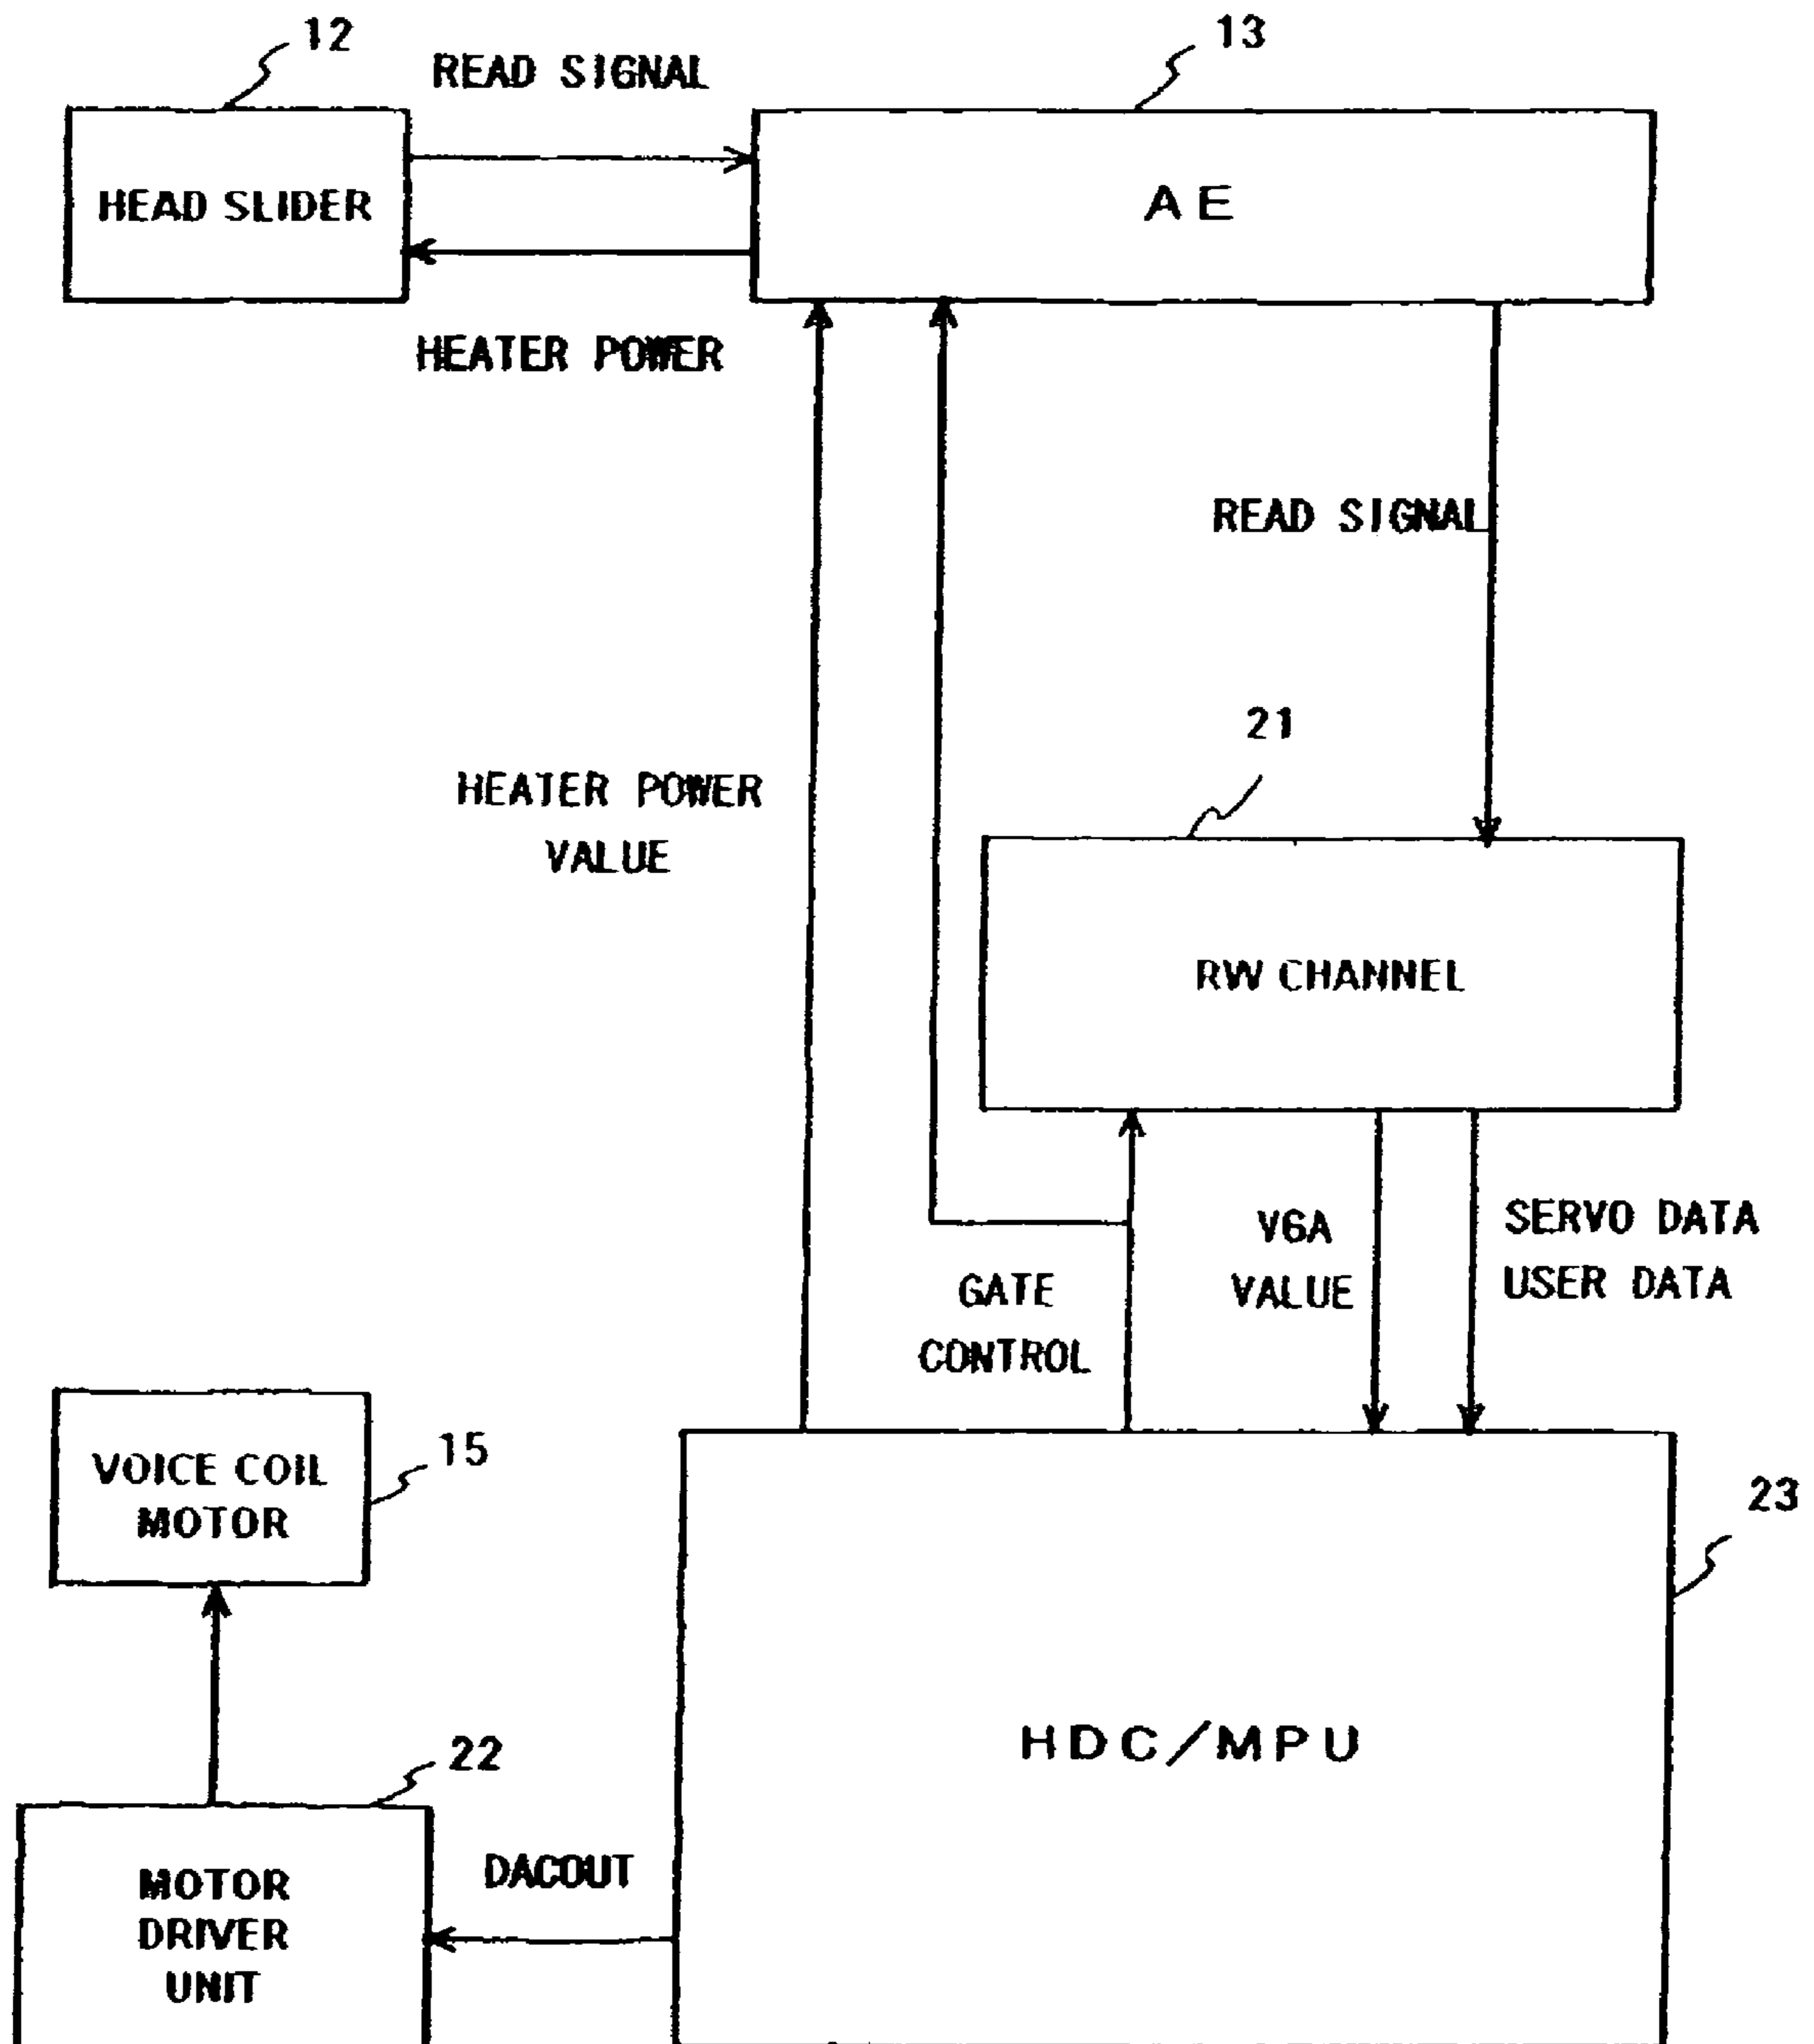 12
13
READ SIGNAL
HEAD SLIDER
AE
HEATER POWER
READ SIGNAL
21
HEATER POWER
VALUE
RW CHANNEL
VGA
VALUE
SERVO DATA
USER DATA
GATE
CONTROL
VOICE COIL
MOTOR
15
23
HDC/MPU
22
DACOUT
MOTOR
DRIVER
UNIT